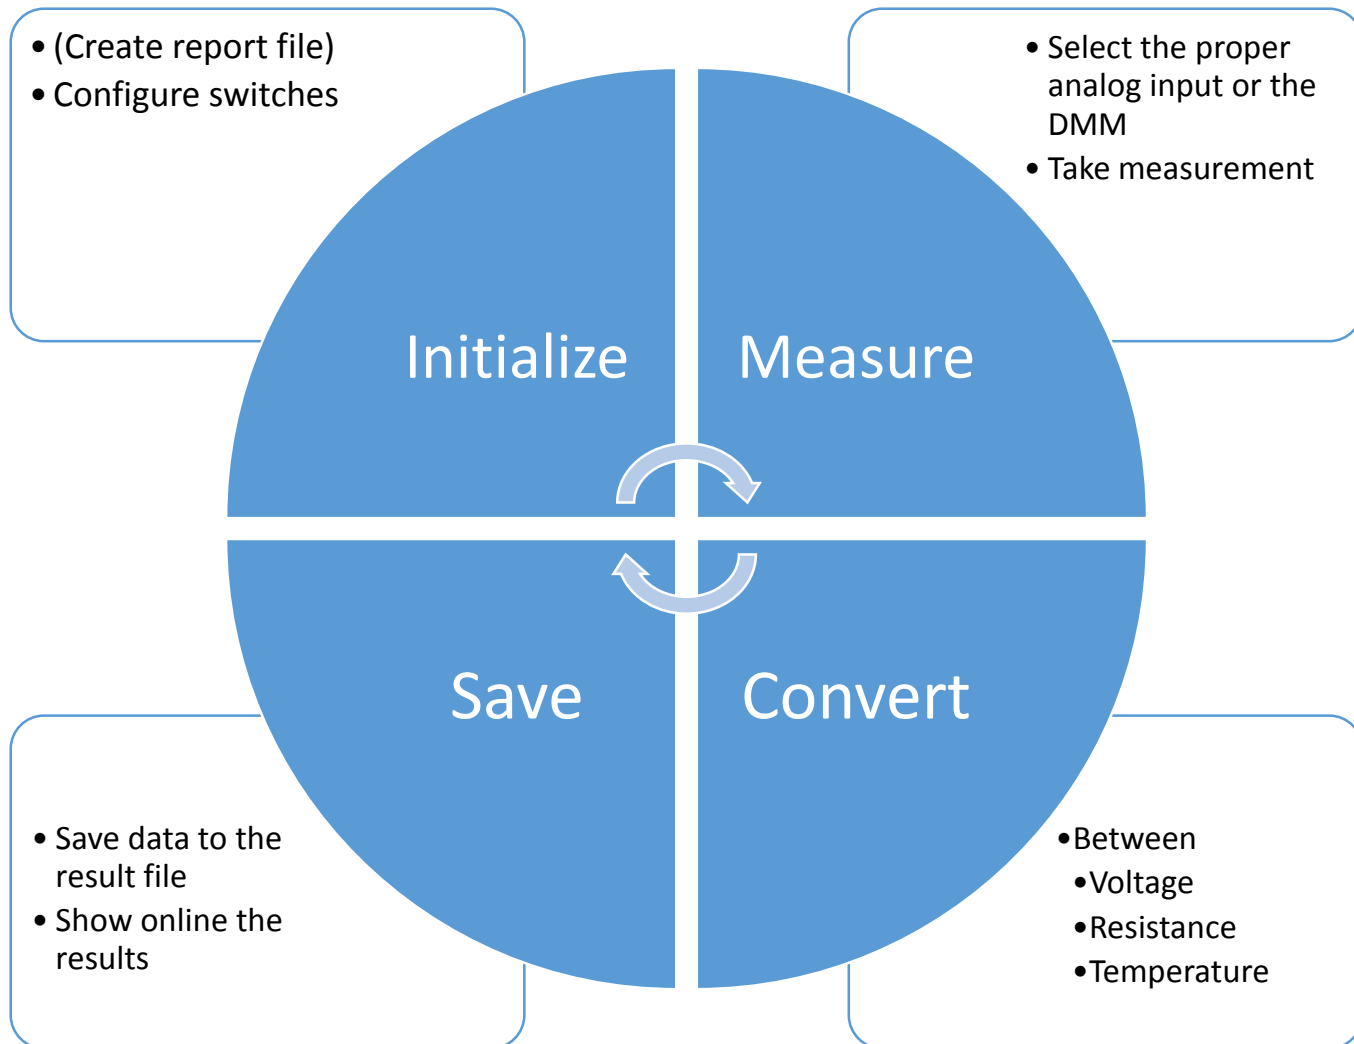 • (Create report file)
• Configure switches
• Select the proper
analog input or the
DMM
• Take measurement
Initialize
Measure
Save
Convert
• Save data to the
result file
• Show online the
results
•Between
•Voltage
•Resistance
•Temperature